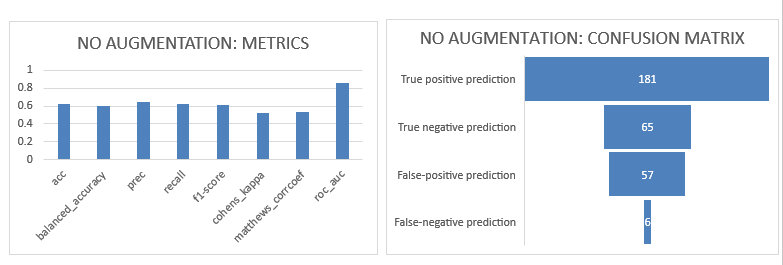 NO AUGMENTATION: METRICS
1
0.8
0.6
0.4
0.2
0
acc
balanced_accuracy
prec
recall
f1-score
cohens_kappa
matthews_corrcoef
roc_auc
NO AUGMENTATION: CONFUSION MATRIX
True positive prediction
181
True negative prediction
65
False-positive prediction
57
False-negative prediction
6